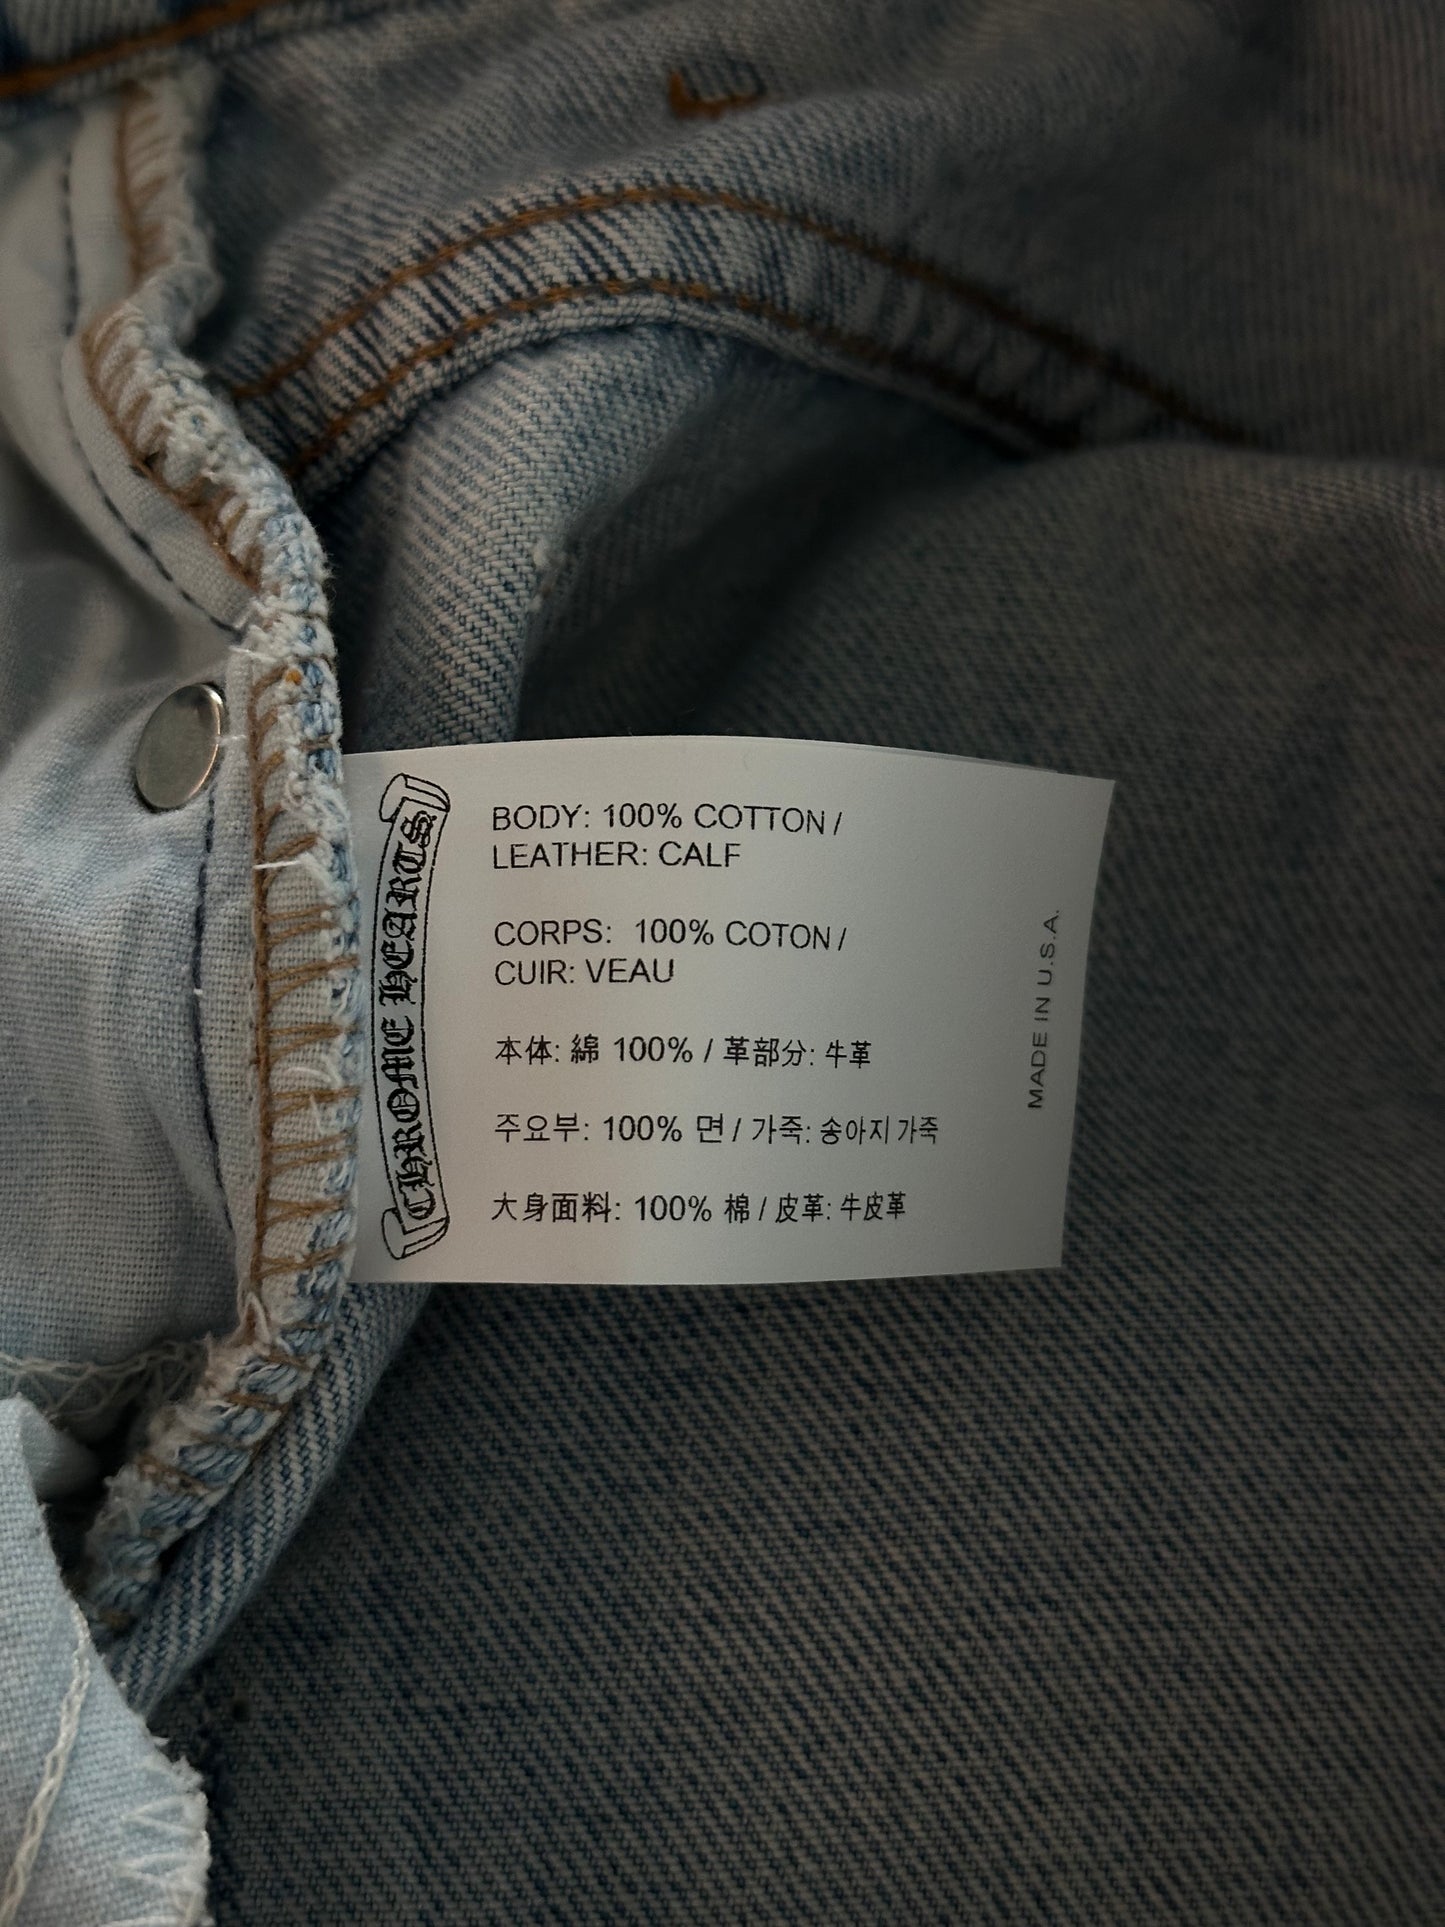 CHROME HEARTS
BODY: 100% COTTON /
LEATHER: CALF
CORPS: 100% COTON /
CUIR: VEAU
本体: 綿 100% / 革部分: 牛革
주요부: 100% 면 / 가죽: 송아지 가죽
大身面料: 100% 棉 / 皮革: 牛皮革
MADE IN U.S.A.